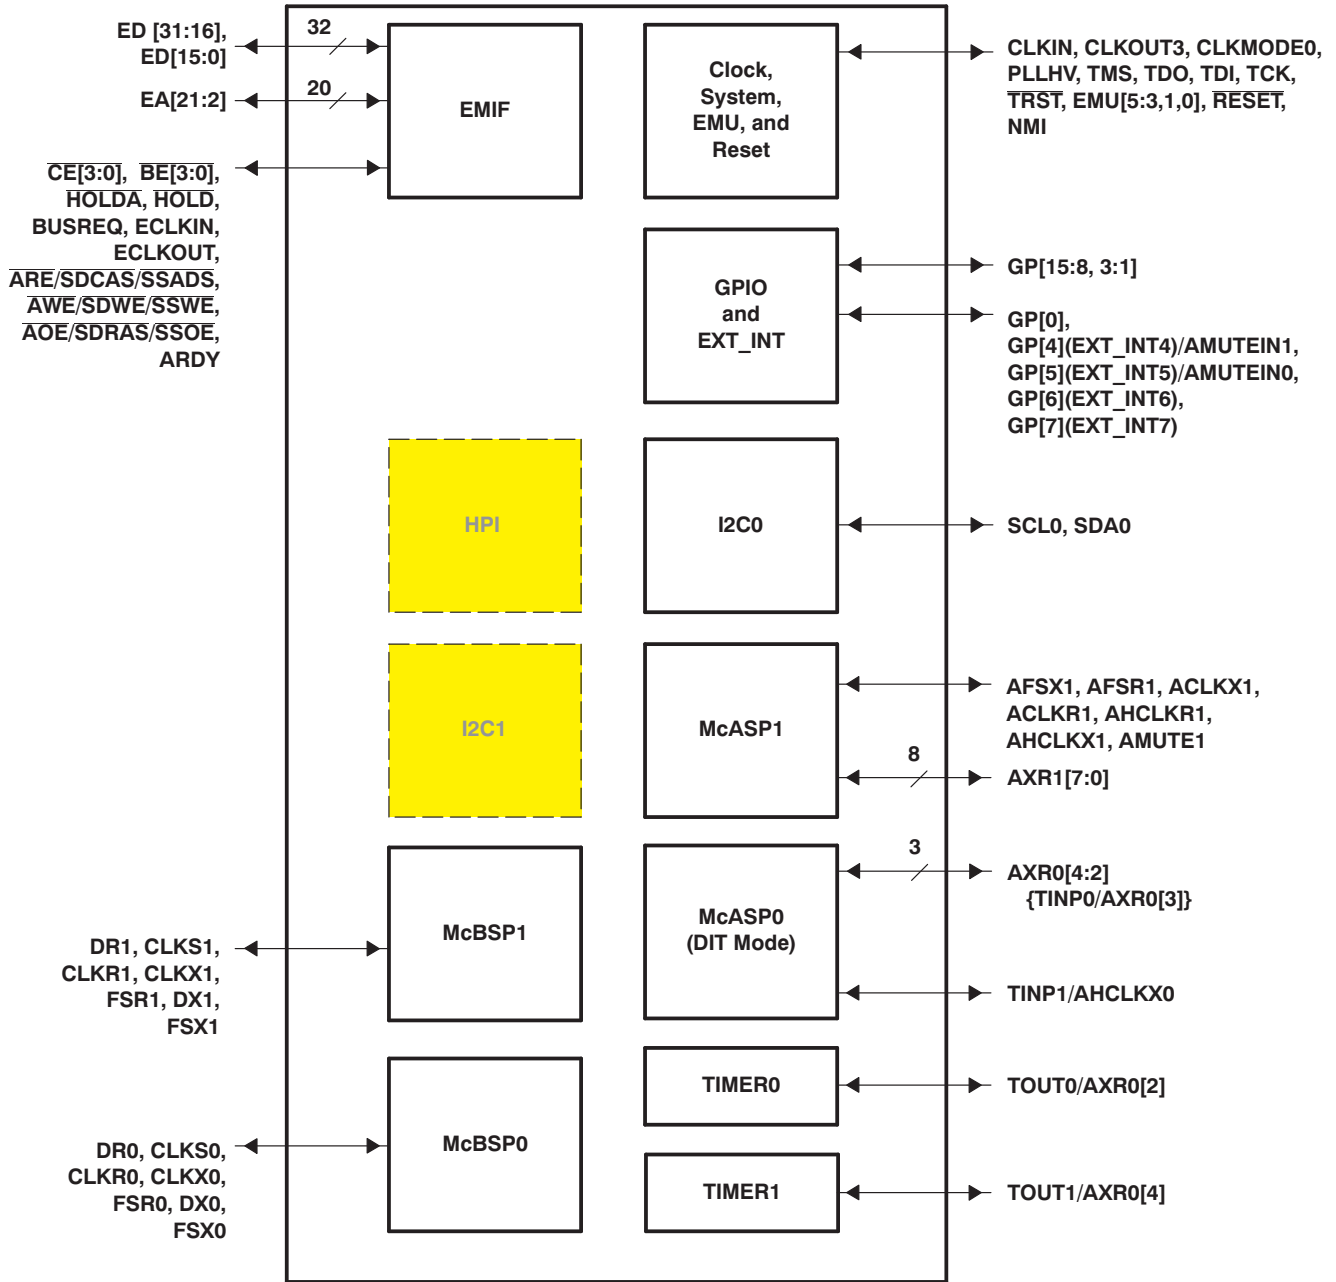 ED [31:16],
ED[15:0]
32
EA[21:2]
20
EMIF
CE[3:0], BE[3:0],
HOLDA, HOLD,
BUSREQ, ECLKIN,
ECLKOUT,
ARE/SDCAS/SSADS,
AWE/SDWE/SSWE,
AOE/SDRAS/SSOE,
ARDY
Clock,
System,
EMU, and
Reset
CLKIN, CLKOUT3, CLKMODE0,
PLLHV, TMS, TDO, TDI, TCK,
TRST, EMU[5:3,1,0], RESET,
NMI
GPIO
and
EXT_INT
GP[15:8, 3:1]
GP[0],
GP[4](EXT_INT4)/AMUTEIN1,
GP[5](EXT_INT5)/AMUTEIN0,
GP[6](EXT_INT6),
GP[7](EXT_INT7)
HPI
I2C0
SCL0, SDA0
I2C1
McASP1
AFSX1, AFSR1, ACLKX1,
ACLKR1, AHCLKR1,
AHCLKX1, AMUTE1
8
AXR1[7:0]
McBSP1
DR1, CLKS1,
CLKR1, CLKX1,
FSR1, DX1,
FSX1
McASP0
(DIT Mode)
3
AXR0[4:2]
{TINP0/AXR0[3]}
TINP1/AHCLKX0
McBSP0
DR0, CLKS0,
CLKR0, CLKX0,
FSR0, DX0,
FSX0
TIMER0
TOUT0/AXR0[2]
TIMER1
TOUT1/AXR0[4]